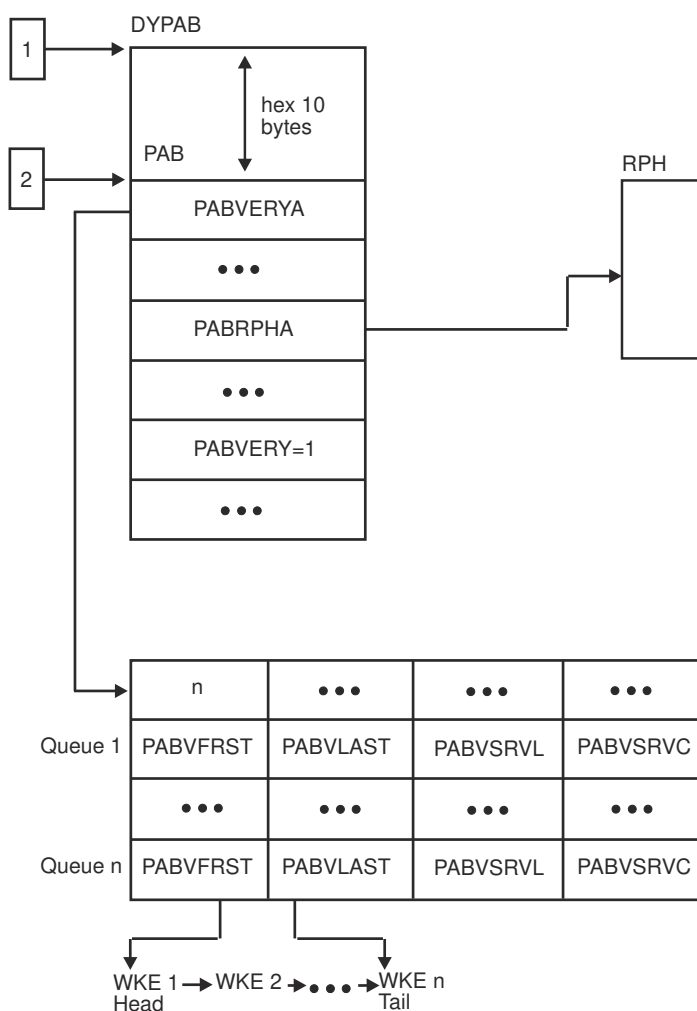 DYPAB
1
hex 10
bytes
PAB
2
RPH
PABVERYA
•••
PABRPHA
•••
PABVERY=1
•••
n ••• ••• •••
Queue 1 PABVFRST PABVLAST PABVSRVL PABVSRVC
••• ••• ••• •••
Queue n PABVFRST PABVLAST PABVSRVL PABVSRVC
WKE 1 WKE 2 ••• WKE n
Head Tail